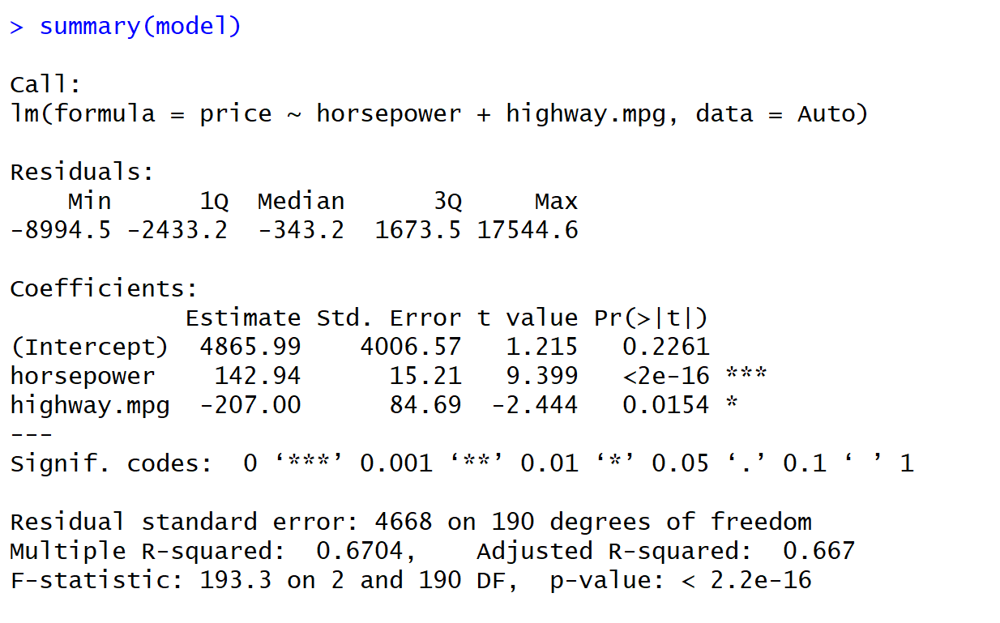 > summary(model)
Call:
lm(formula = price ~ horsepower + highway.mpg, data = Auto)
Residuals:
    Min      1Q  Median      3Q     Max
-8994.5 -2433.2  -343.2  1673.5 17544.6
Coefficients:
            Estimate Std. Error t value Pr(>|t|)
(Intercept)  4865.99    4006.57   1.215   0.2261
horsepower    142.94      15.21   9.399   <2e-16 ***
highway.mpg  -207.00      84.69  -2.444   0.0154 *
---
Signif. codes:  0 ‘***’ 0.001 ‘**’ 0.01 ‘*’ 0.05 ‘.’ 0.1 ‘ ’ 1
Residual standard error: 4668 on 190 degrees of freedom
Multiple R-squared:  0.6704,    Adjusted R-squared:  0.667
F-statistic: 193.3 on 2 and 190 DF,  p-value: < 2.2e-16